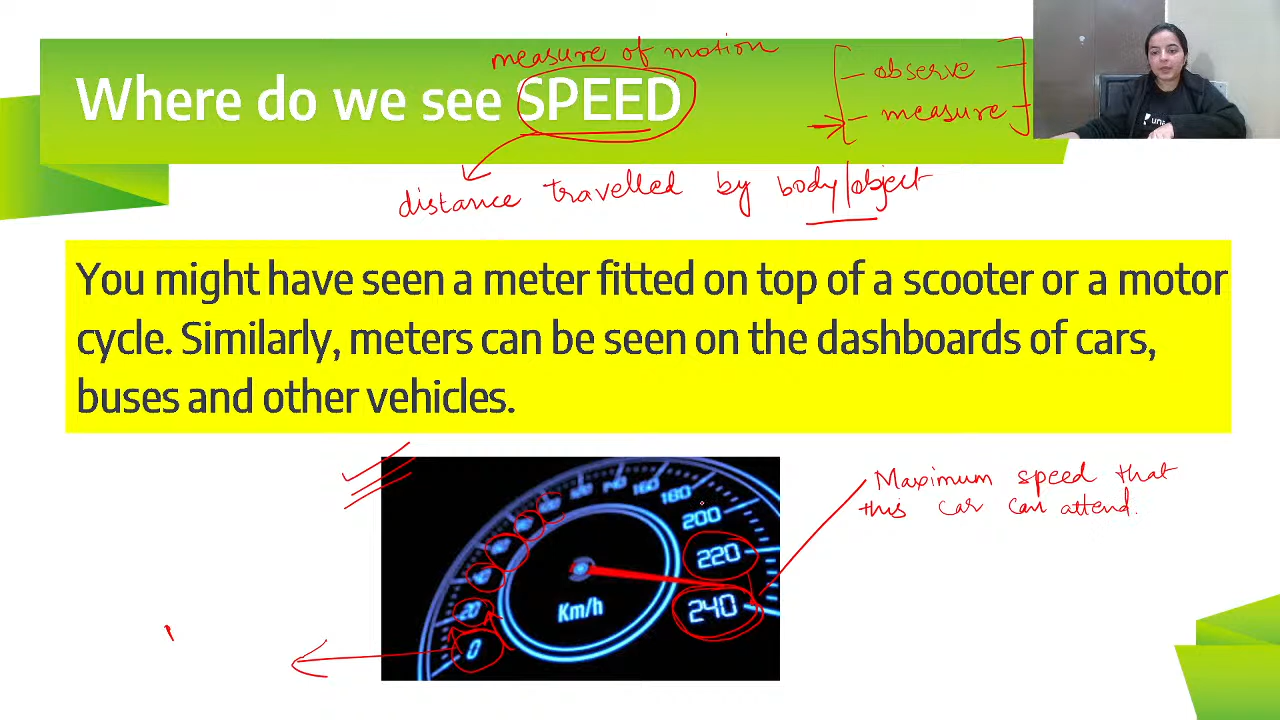 measure of motion
Where do we see SPEED
observe
measure
distance travelled by body/object
You might have seen a meter fitted on top of a scooter or a motor
cycle. Similarly, meters can be seen on the dashboards of cars,
buses and other vehicles.
Maximum speed that
this car can attend.
140
160
180
200
220
240
20
0
Km/h